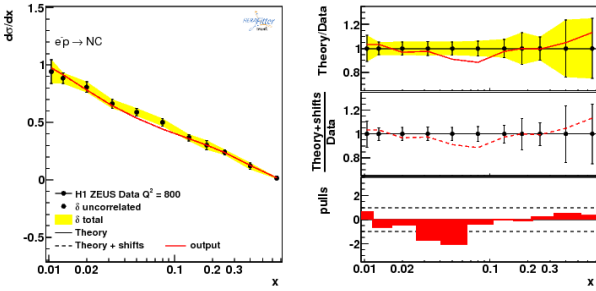 dσ/dx
HERAFitter
e⁻p → NC
1
0.5
0
-0.5
H1 ZEUS Data Q² = 800
δ uncorrelated
δ total
Theory
Theory + shifts
output
0.01 0.02 0.1 0.2 0.3 x
Theory/Data
1.2
1
0.8
Theory+shifts
Data
1.2
1
0.8
pulls
2
0
-2
0.01 0.02 0.1 0.2 0.3 x